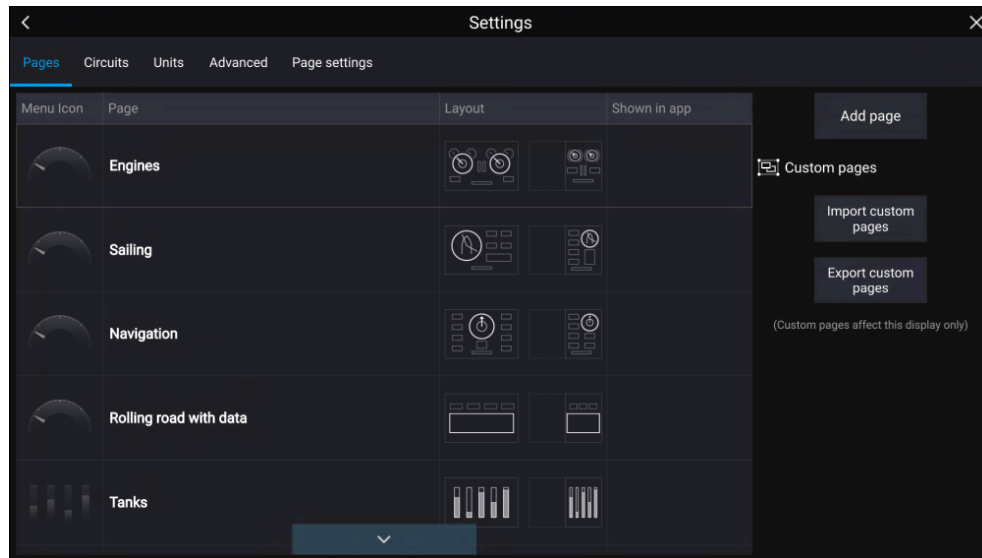 Settings
Pages Circuits Units Advanced Page settings
Menu Icon Page Layout Shown in app
Add page
Engines
Custom pages
Import custom
pages
Sailing
Export custom
pages
(Custom pages affect this display only)
Navigation
Rolling road with data
Tanks